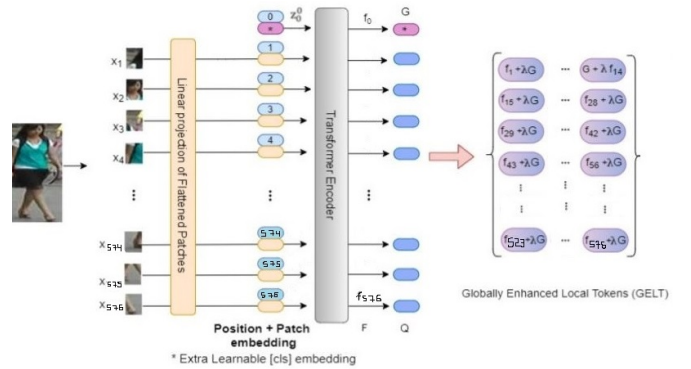 0 z₀⁰ f₀ G
* *
x₁ 1
x₂ 2
x₃ 3
x₄ 4
Linear projection of Flattened Patches
Transformer Encoder
x₅₇₄ 574
x₅₇₅ 575
x₅₇₆ 576 f₅₇₆
F Q
Position + Patch
embedding
* Extra Learnable [cls] embedding
f₁ +λG ... G + λ f₁₄
f₁₅ +λG ... f₂₈ +λG
f₂₉ +λG ... f₄₂ +λG
f₄₃ +λG ... f₅₆ +λG
f₅₂₃+λG ... f₅₇₆+λG
Globally Enhanced Local Tokens (GELT)